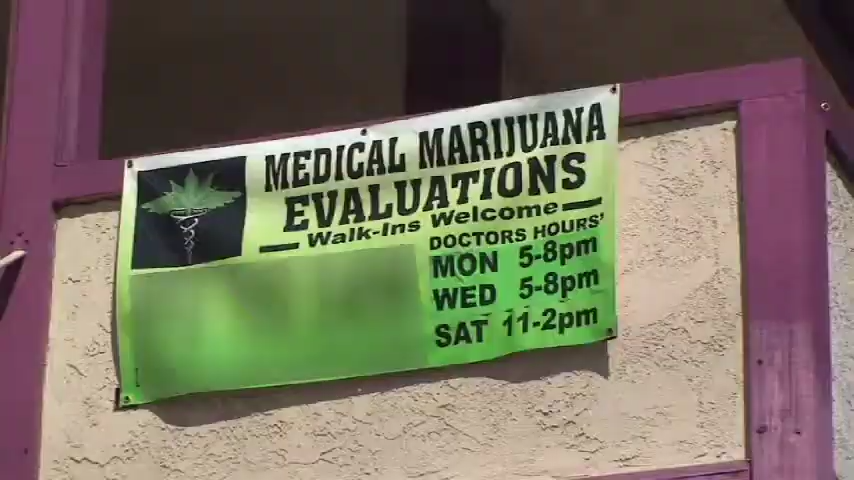 MEDICAL MARIJUANA
EVALUATIONS
Walk-Ins Welcome
DOCTORS HOURS'
MON 5-8pm
WED 5-8pm
SAT 11-2pm